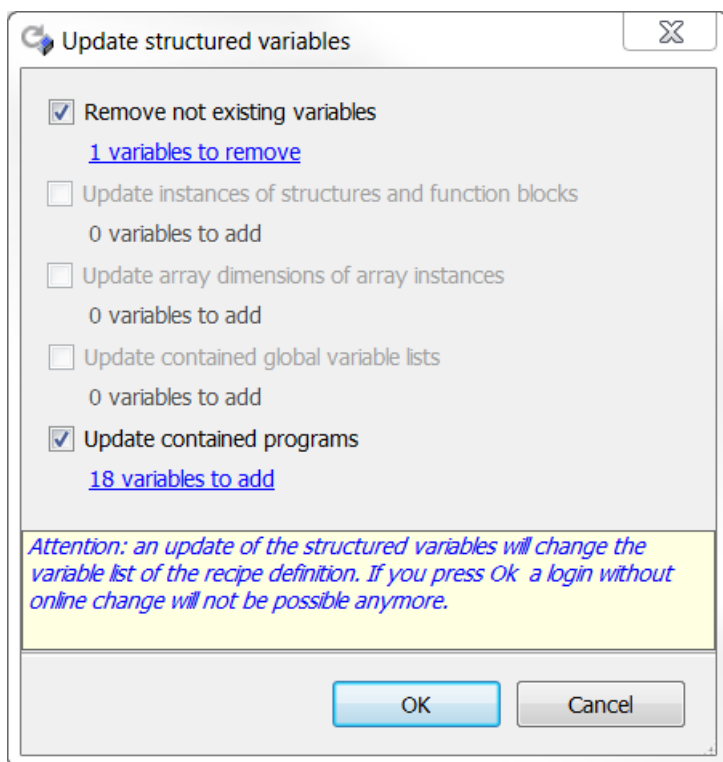 Update structured variables
Remove not existing variables
1 variables to remove
Update instances of structures and function blocks
0 variables to add
Update array dimensions of array instances
0 variables to add
Update contained global variable lists
0 variables to add
Update contained programs
18 variables to add
Attention: an update of the structured variables will change the
variable list of the recipe definition. If you press Ok a login without
online change will not be possible anymore.
OK
Cancel